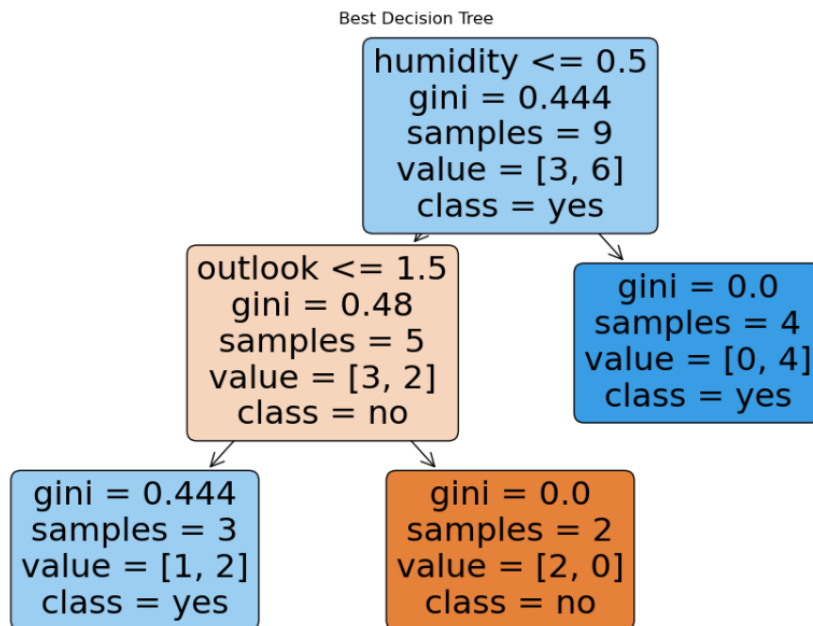 Best Decision Tree
humidity <= 0.5
gini = 0.444
samples = 9
value = [3, 6]
class = yes
outlook <= 1.5
gini = 0.48
samples = 5
value = [3, 2]
class = no
gini = 0.0
samples = 4
value = [0, 4]
class = yes
gini = 0.444
samples = 3
value = [1, 2]
class = yes
gini = 0.0
samples = 2
value = [2, 0]
class = no